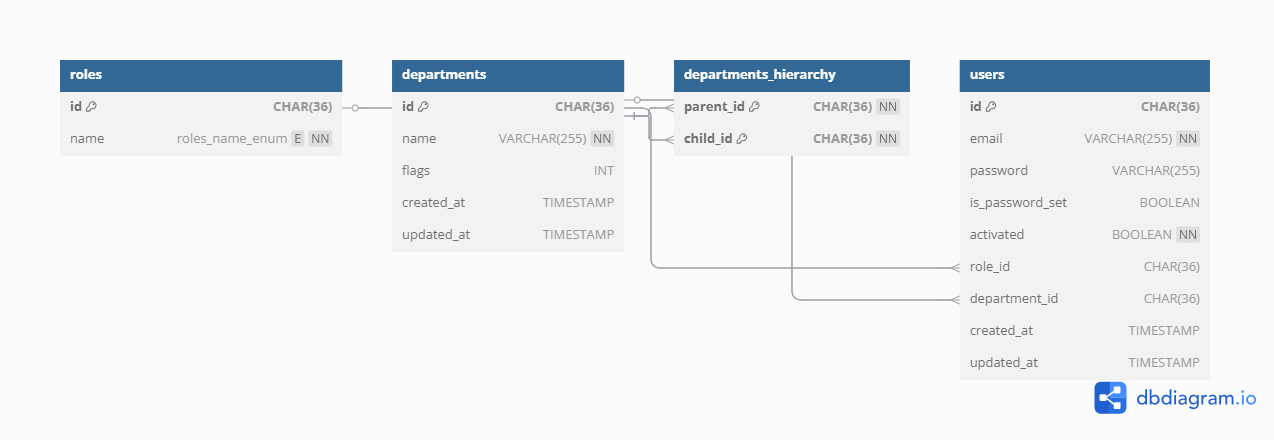 roles
id CHAR(36)
name roles_name_enum E NN
departments
id CHAR(36)
name VARCHAR(255) NN
flags INT
created_at TIMESTAMP
updated_at TIMESTAMP
departments_hierarchy
parent_id CHAR(36) NN
child_id CHAR(36) NN
users
id CHAR(36)
email VARCHAR(255) NN
password VARCHAR(255)
is_password_set BOOLEAN
activated BOOLEAN NN
role_id CHAR(36)
department_id CHAR(36)
created_at TIMESTAMP
updated_at TIMESTAMP
dbdiagram.io